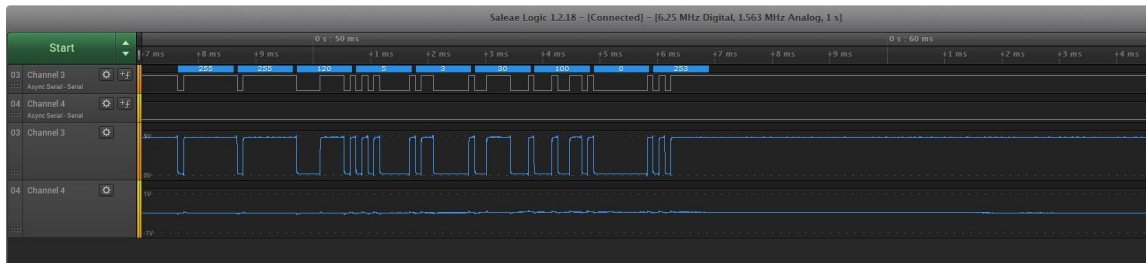 Saleae Logic 1.2.18 - [Connected] - [6.25 MHz Digital, 1.563 MHz Analog, 1 s]
Start
0 s : 50 ms
0 s : 60 ms
+7 ms +8 ms +9 ms +1 ms +2 ms +3 ms +4 ms +5 ms +6 ms +7 ms +8 ms +9 ms +1 ms +2 ms +3 ms +4 ms
03 Channel 3
255 255 120 5 3 30 100 0 253
Async Serial - Serial
04 Channel 4
Async Serial - Serial
03 Channel 3
5V
0V
04 Channel 4
1V
-1V